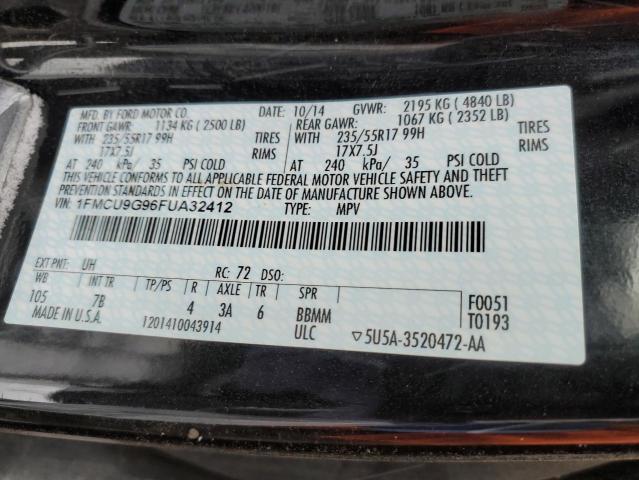 MFD. BY FORD MOTOR CO. DATE: 10/14 GVWR: 2195 KG ( 4840 LB)
FRONT GAWR: 1134 KG ( 2500 LB) REAR GAWR: 1067 KG ( 2352 LB)
WITH 235/55R17 99H TIRES WITH 235/55R17 99H TIRES
17X7.5J RIMS 17X7.5J RIMS
AT 240 kPa/ 35 PSI COLD AT 240 kPa/ 35 PSI COLD
THIS VEHICLE CONFORMS TO ALL APPLICABLE FEDERAL MOTOR VEHICLE SAFETY AND THEFT
PREVENTION STANDARDS IN EFFECT ON THE DATE OF MANUFACTURE SHOWN ABOVE.
VIN: 1FMCU9G96FUA32412 TYPE: MPV
EXT PNT: UH RC: 72 DSO:
WB INT TR TP/PS R AXLE TR SPR F0051
105 7B 4 3A 6 BBMM T0193
MADE IN U.S.A. 1201410043914 ULC ▽5U5A-3520472-AA